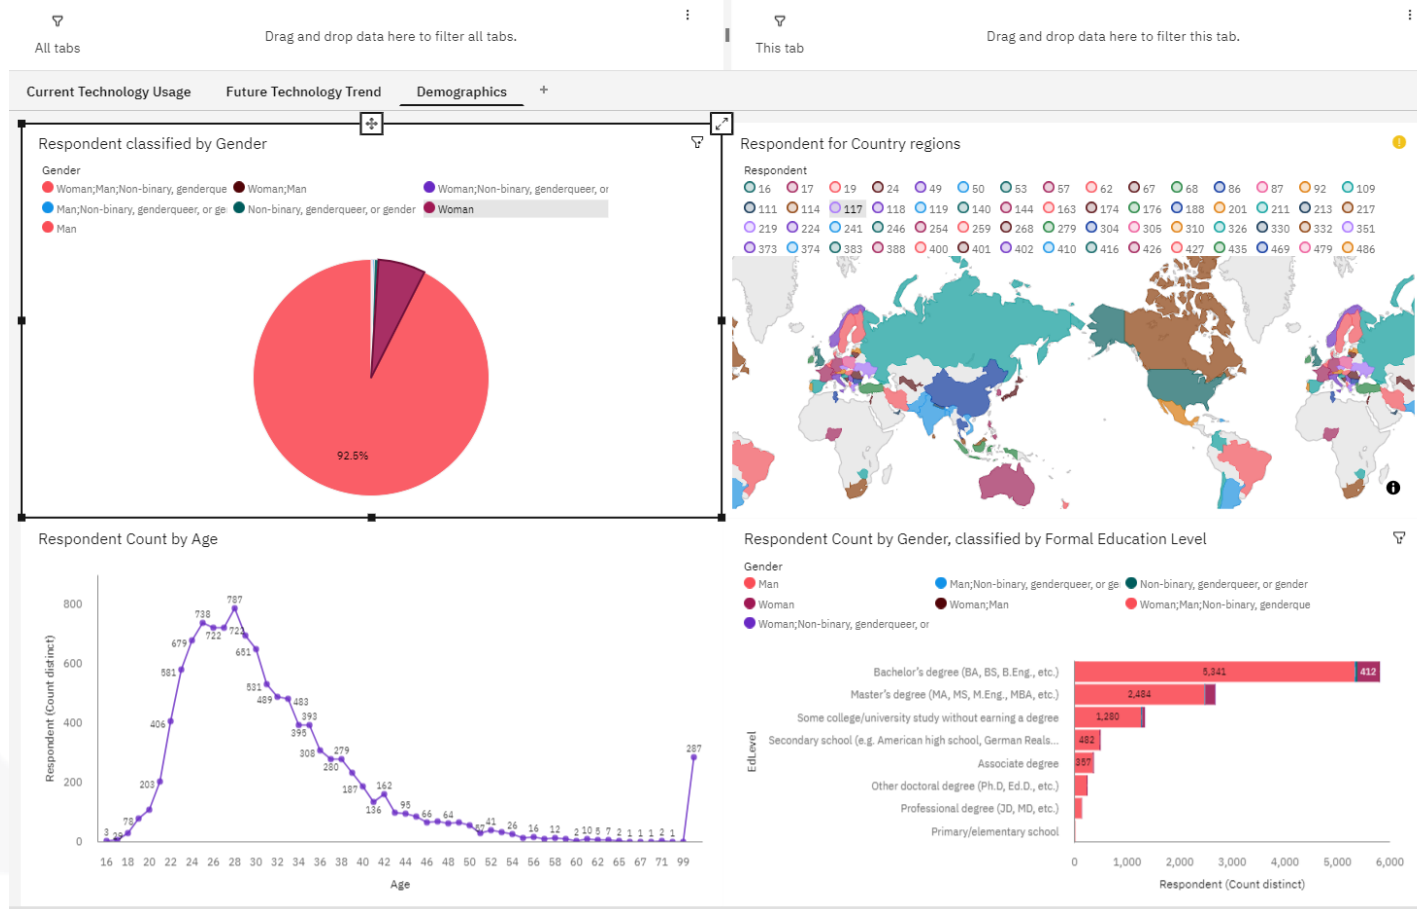 All tabs
Drag and drop data here to filter all tabs.
This tab
Drag and drop data here to filter this tab.
Current Technology Usage Future Technology Trend Demographics +
Respondent classified by Gender
Gender
Woman;Man;Non-binary, genderque Woman;Man Woman;Non-binary, genderqueer, or
Man;Non-binary, genderqueer, or ge Non-binary, genderqueer, or gender Woman
Man
92.5%
Respondent for Country regions
Respondent
16 17 19 24 49 50 53 57 62 67 68 86 87 92 109
111 114 117 118 119 140 144 163 174 176 188 201 211 213 217
219 224 241 246 254 259 268 279 304 305 310 326 330 332 351
373 374 383 388 400 401 402 410 416 426 427 435 469 479 486
Respondent Count by Age
Respondent (Count distinct)
800
600
400
200
0
3 78 203 406 581 679 738 722 787 651 531 489 483 395 393 308 280 279 187 136 162 95 66 64 41 26 16 12 2 10 5 7 2 1 1 1 2 1 287
16 18 20 22 24 26 28 30 32 34 36 38 40 42 44 46 48 50 52 54 56 58 60 62 65 67 71 99
Age
Respondent Count by Gender, classified by Formal Education Level
Gender
Man Man;Non-binary, genderqueer, or ge Non-binary, genderqueer, or gender
Woman Woman;Man Woman;Man;Non-binary, genderque
Woman;Non-binary, genderqueer, or
EdLevel
Bachelor's degree (BA, BS, B.Eng., etc.) 5,341 412
Master's degree (MA, MS, M.Eng., MBA, etc.) 2,484
Some college/university study without earning a degree 1,280
Secondary school (e.g. American high school, German Reals... 482
Associate degree 357
Other doctoral degree (Ph.D, Ed.D., etc.)
Professional degree (JD, MD, etc.)
Primary/elementary school
0 1,000 2,000 3,000 4,000 5,000 6,000
Respondent (Count distinct)